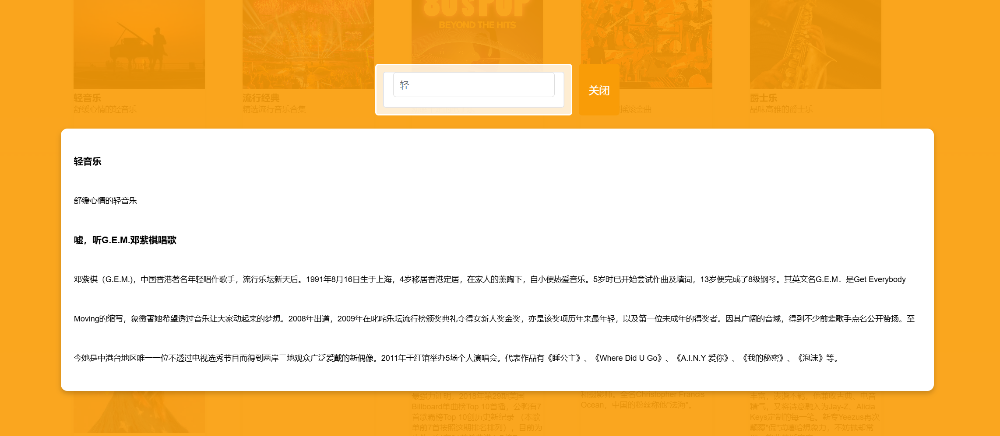 80'S POP
BEYOND THE HITS
轻
关闭
轻音乐
舒缓心情的轻音乐
流行经典
精选流行音乐合集
摇滚金曲
爵士乐
品味高雅的爵士乐
轻音乐
舒缓心情的轻音乐
嘘，听G.E.M.邓紫棋唱歌
邓紫棋（G.E.M.)，中国香港著名年轻唱作歌手，流行乐坛新天后。1991年8月16日生于上海，4岁移居香港定居，在家人的薰陶下，自小便热爱音乐。5岁时已开始尝试作曲及填词，13岁便完成了8级钢琴。其英文名G.E.M．是Get Everybody
Moving的缩写，象徵著她希望透过音乐让大家动起来的梦想。2008年出道，2009年在叱咤乐坛流行榜颁奖典礼夺得女新人奖金奖，亦是该奖项历年来最年轻，以及第一位未成年的得奖者。因其广阔的音域，得到不少前辈歌手点名公开赞扬。至
今她是中港台地区唯一一位不透过电视选秀节目而得到两岸三地观众广泛爱戴的新偶像。2011年于红馆举办5场个人演唱会。代表作品有《睡公主》、《Where Did U Go》、《A.I.N.Y 爱你》、《我的秘密》、《泡沫》等。
最强力证明，2018年第29期美国
Billboard单曲榜Top 10首播，公鸭有7
首歌霸榜Top 10创历史新纪录 （本歌
单前7首按照这期排名排列），目前为
和摄影师。全名Christopher Francis
Ocean，中国的粉丝称他"法海"。
丰富，诙谐不羁，他兼收古典、电音
精气，又将诗意融入为Jay-Z、Alicia
Keys定制的每一笔。新专Yeezus再次
颠覆"侃"式嘻哈想象力，不妨抛却常